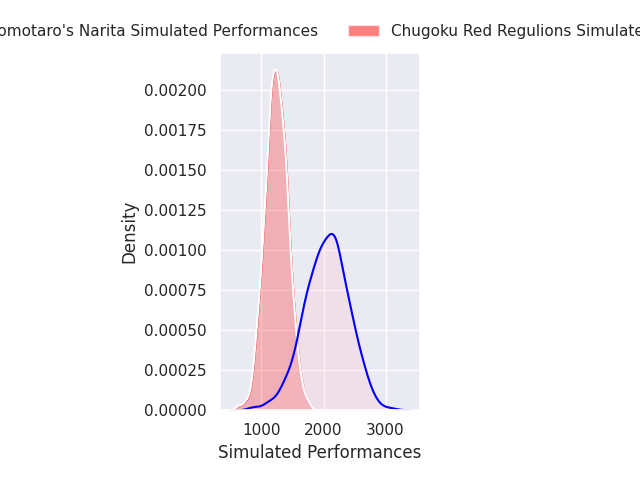 omotaro's Narita Simulated Performances
Chugoku Red Regulions Simulate
0.00200
0.00175
0.00150
0.00125
0.00100
0.00075
0.00050
0.00025
0.00000
Density
1000 2000 3000
Simulated Performances